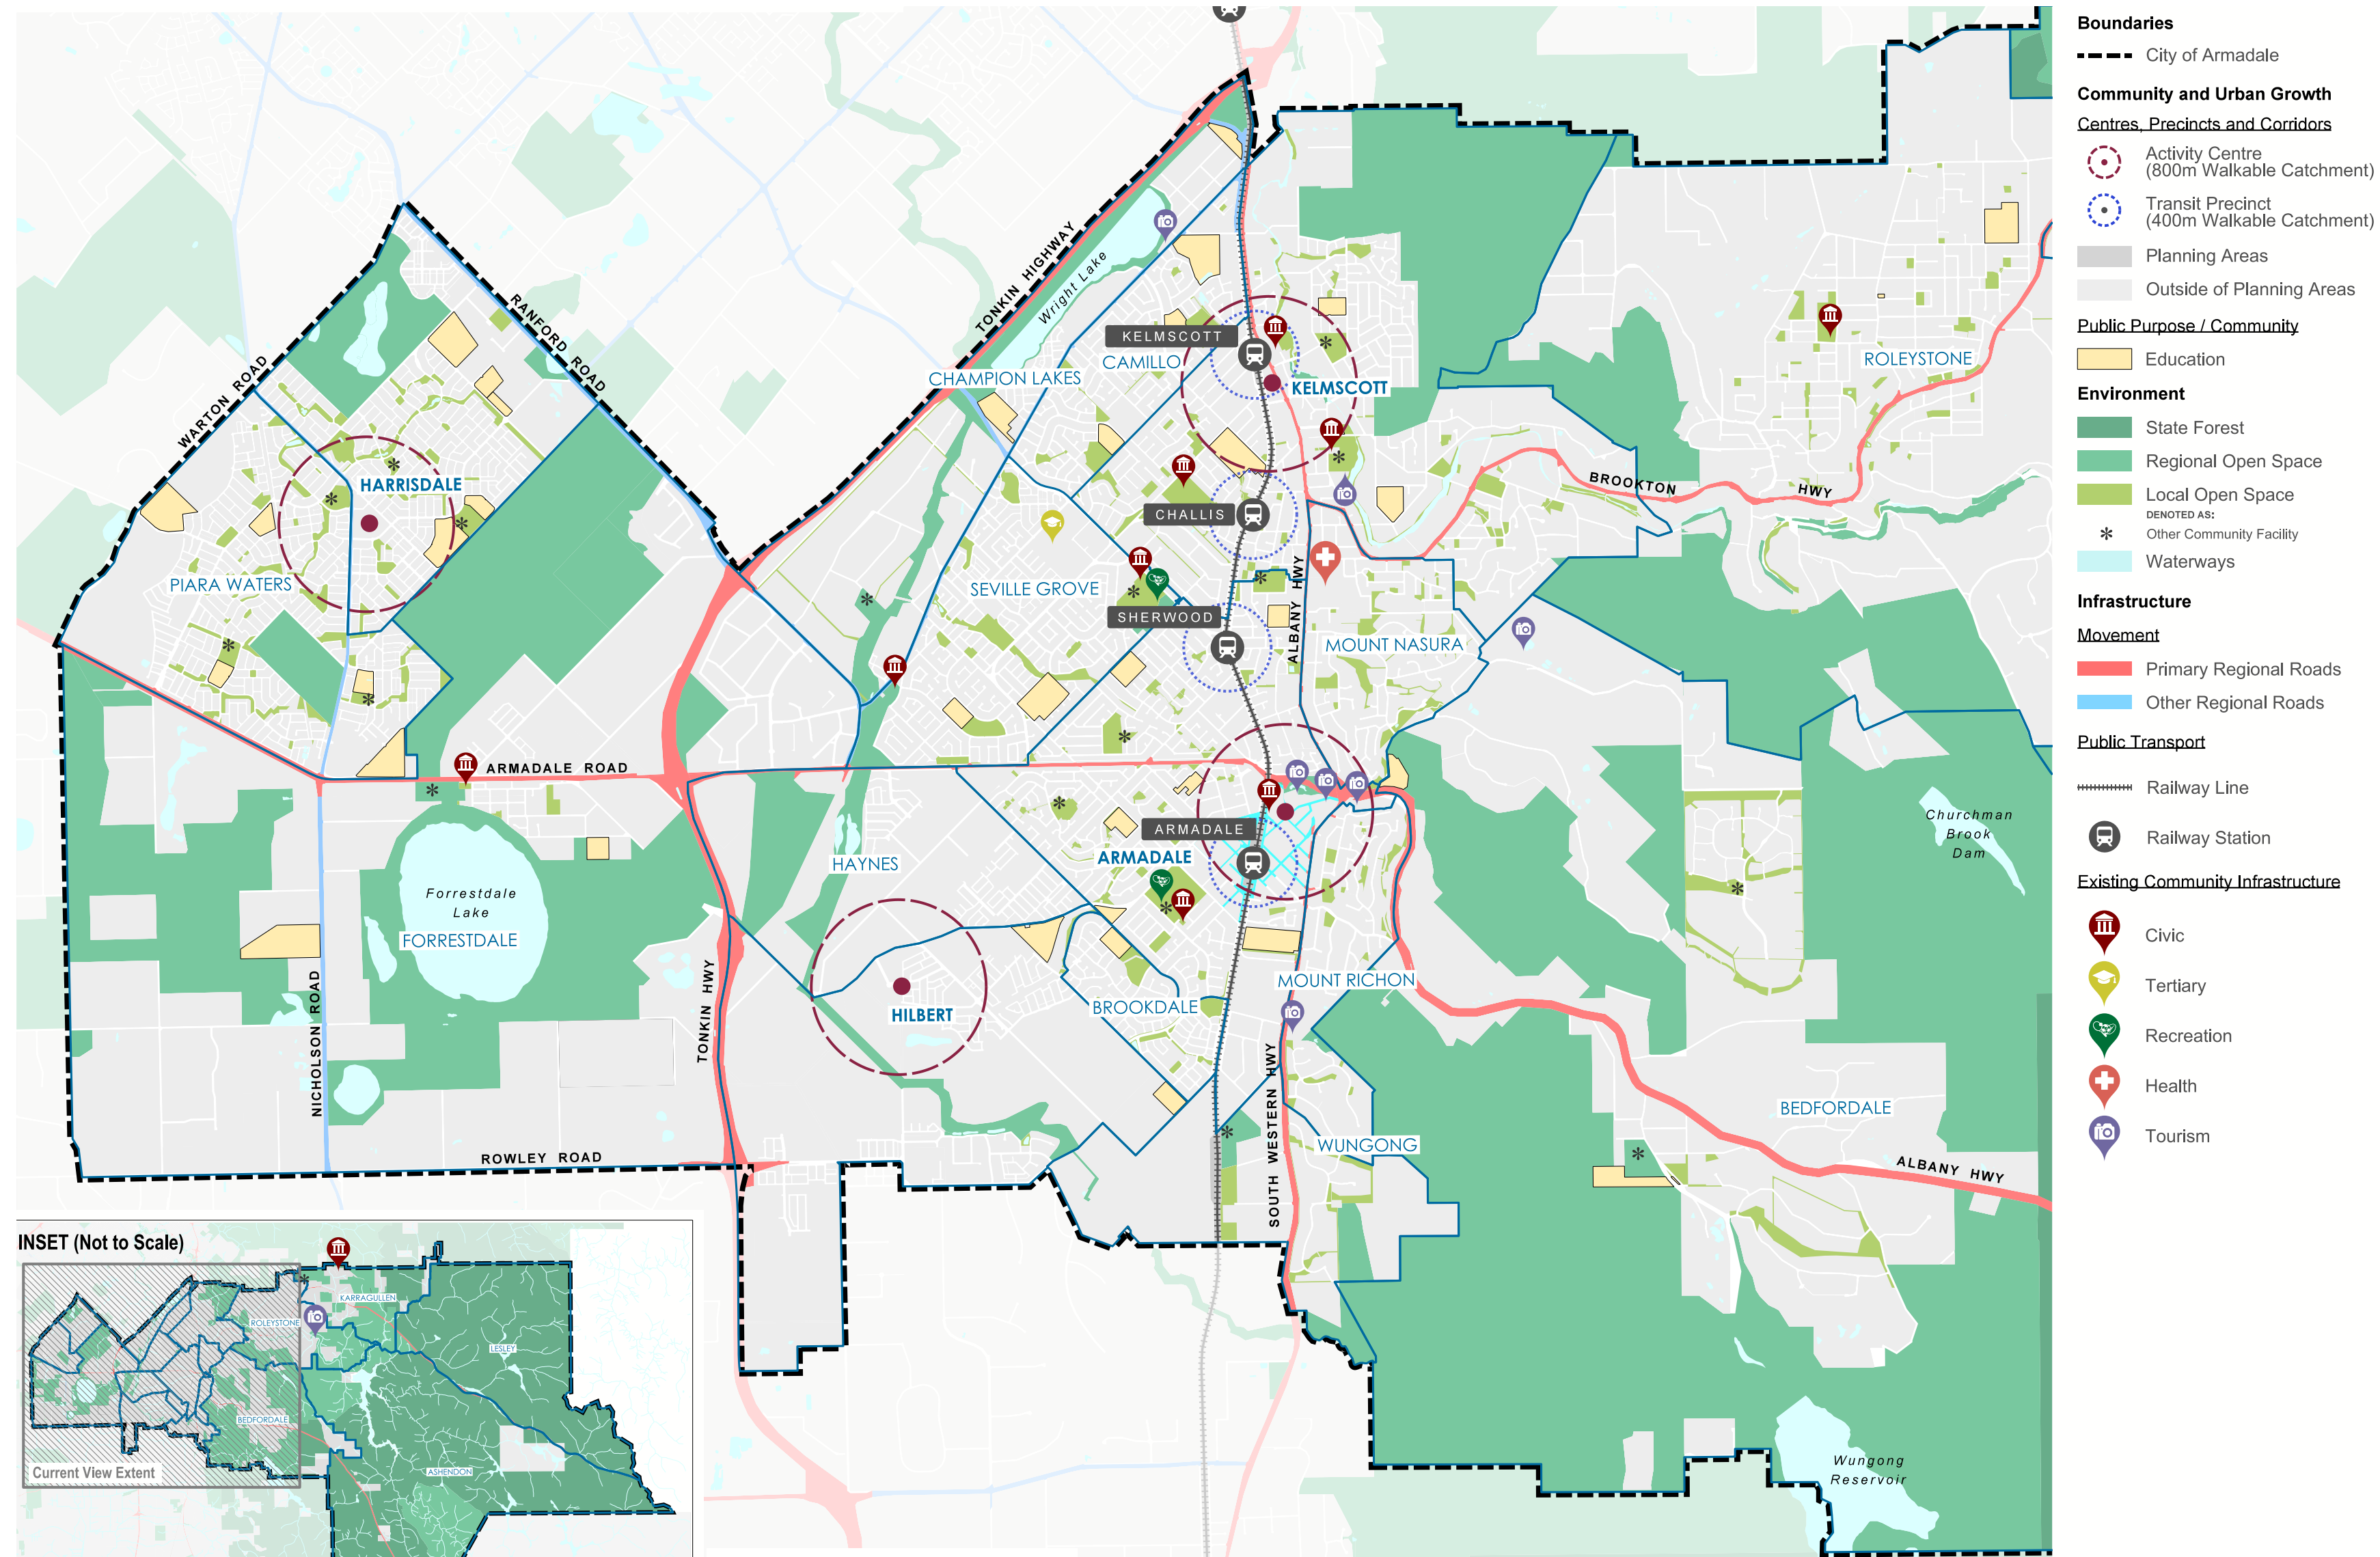 WARTON ROAD
RANFORD ROAD
TONKIN HIGHWAY
Wright Lake
KELMSCOTT
CAMILLO
CHAMPION LAKES
KELMSCOTT
ROLEYSTONE
HARRISDALE
PIARA WATERS
CHALLIS
BROOKTON HWY
SEVILLE GROVE
SHERWOOD
ALBANY HWY
MOUNT NASURA
ARMADALE ROAD
ARMADALE
ARMADALE
HAYNES
Forrestdale
Lake
FORRESTDALE
Churchman
Brook
Dam
NICHOLSON ROAD
TONKIN HWY
HILBERT
BROOKDALE
MOUNT RICHON
SOUTH WESTERN HWY
WUNGONG
BEDFORDALE
ALBANY HWY
ROWLEY ROAD
Wungong
Reservoir
INSET (Not to Scale)
KARRAGULLEN
ROLEYSTONE
LESLEY
BEDFORDALE
ASHENDON
Current View Extent
Boundaries
City of Armadale
Community and Urban Growth
Centres, Precincts and Corridors
Activity Centre
(800m Walkable Catchment)
Transit Precinct
(400m Walkable Catchment)
Planning Areas
Outside of Planning Areas
Public Purpose / Community
Education
Environment
State Forest
Regional Open Space
Local Open Space
DENOTED AS:
* Other Community Facility
Waterways
Infrastructure
Movement
Primary Regional Roads
Other Regional Roads
Public Transport
Railway Line
Railway Station
Existing Community Infrastructure
Civic
Tertiary
Recreation
Health
Tourism